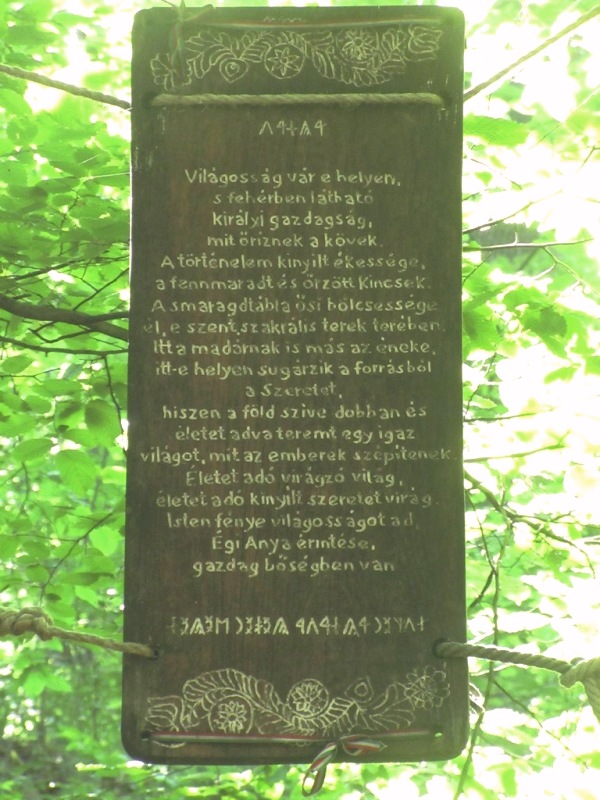 Világosság vár e helyen,
s fehérben látható
királyi gazdagság,
mit őriznek a kövek.
A történelem kinyílt ékessége,
a fennmaradt és őrzött Kincsek.
A smaragdtábla ősi bölcsessége
él, e szent, szakrális terek terében.
Itt a madárnak is más az éneke,
itt-e helyen sugárzik a forrásból
a Szeretet,
hiszen a föld szíve dobban és
életet adva teremt egy igaz
világot, mit az emberek szépítenek.
Életet adó virágzó világ,
életet adó kinyílt szeretet virág.
Isten fénye világosságot ad,
Égi Anya érintése,
gazdag bőségben van